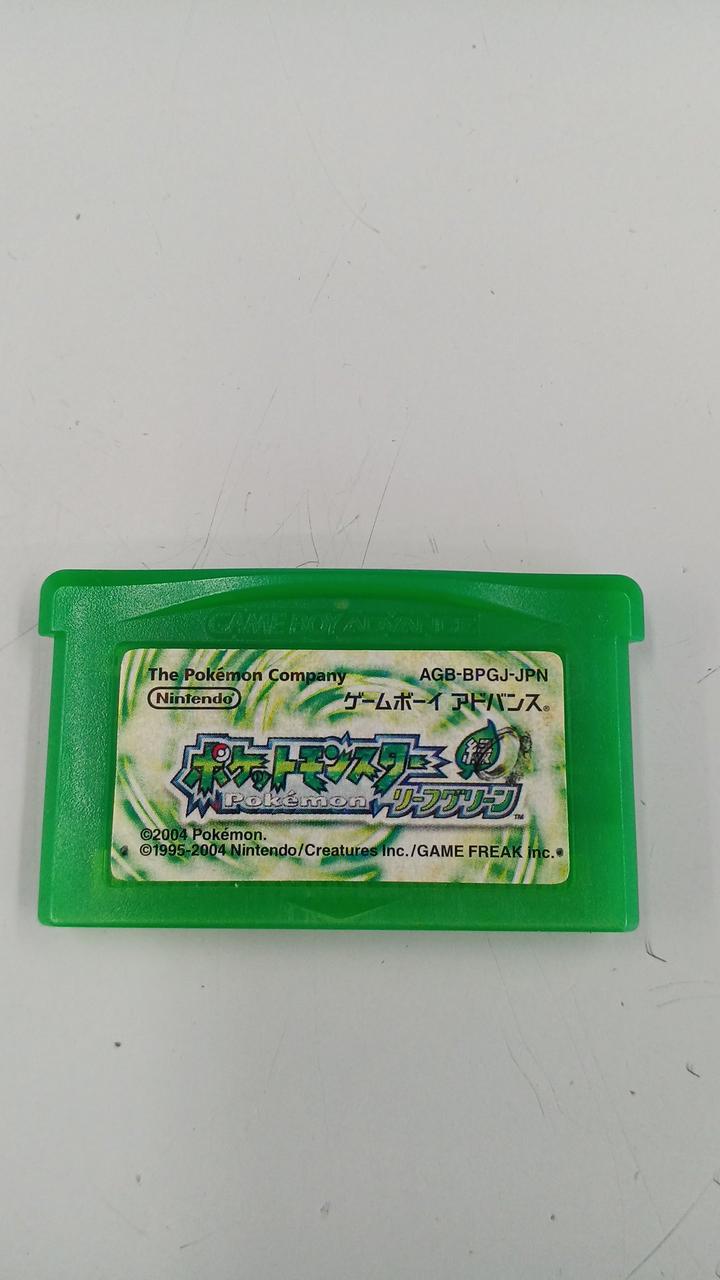 GAME BOY ADVANCE
The Pokémon Company
AGB-BPGJ-JPN
Nintendo
ゲームボーイ アドバンス®
ポケットモンスター
緑
Pokémon
リーフグリーン™
©2004 Pokémon.
©1995-2004 Nintendo/Creatures inc./GAME FREAK inc.